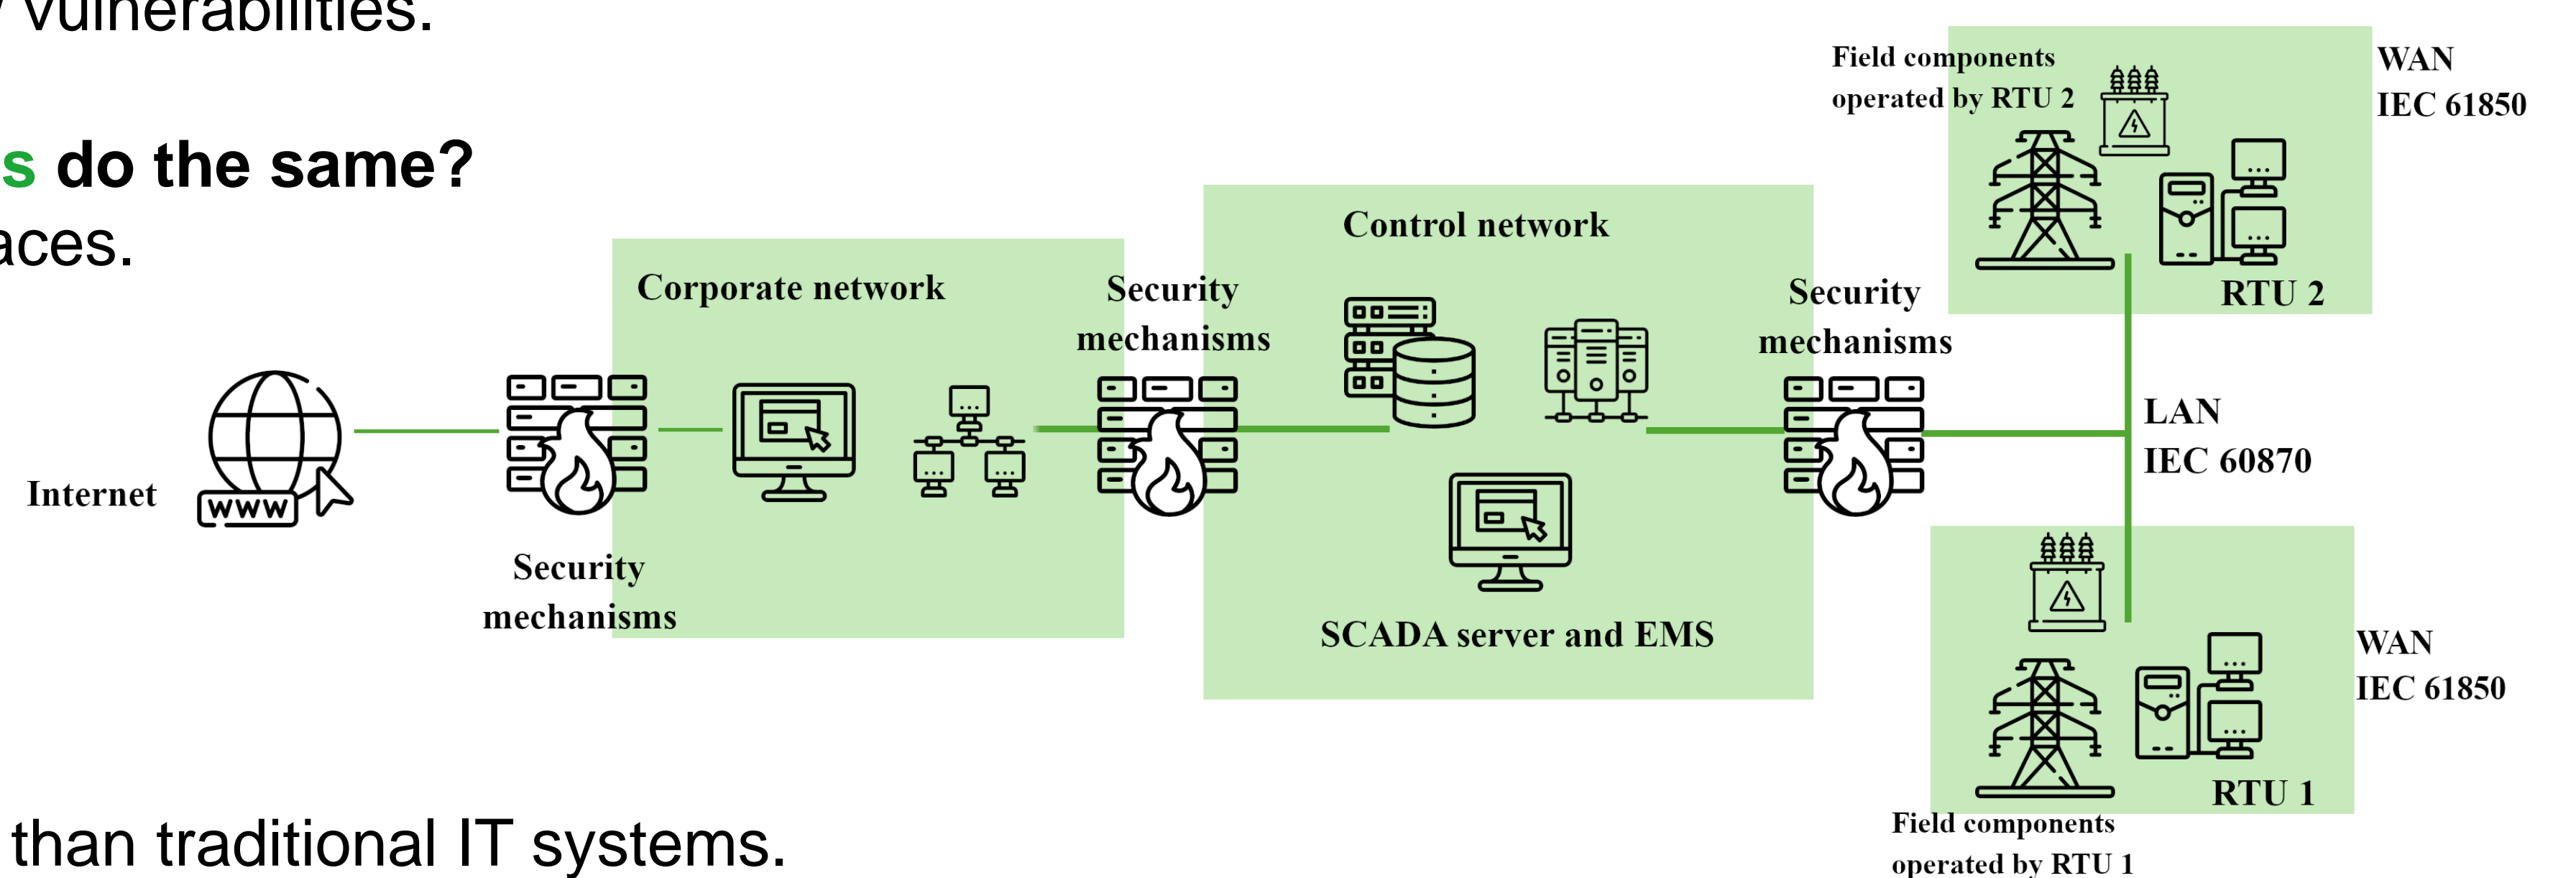 vulnerabilities.
s do the same?
aces.
than traditional IT systems.
Internet
WWW
Security
mechanisms
Corporate network
Security
mechanisms
Control network
SCADA server and EMS
Security
mechanisms
Field components
operated by RTU 2
WAN
IEC 61850
RTU 2
LAN
IEC 60870
WAN
IEC 61850
RTU 1
Field components
operated by RTU 1